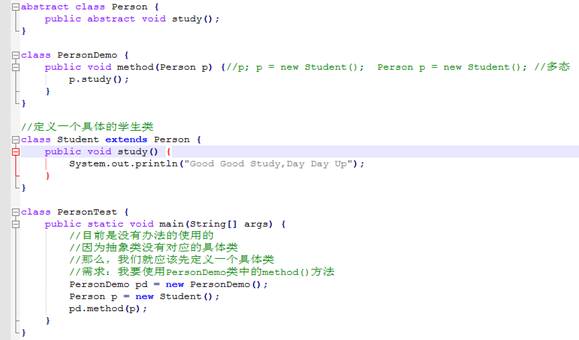 abstract class Person {
public abstract void study();
}
class PersonDemo {
public void method(Person p) {//p; p = new Student();  Person p = new Student(); //多态
p.study();
}
}
//定义一个具体的学生类
class Student extends Person {
public void study() {
System.out.println("Good Good Study,Day Day Up");
}
}
class PersonTest {
public static void main(String[] args) {
//目前是没有办法的使用的
//因为抽象类没有对应的具体类
//那么，我们就应该先定义一个具体类
//需求：我要使用PersonDemo类中的method()方法
PersonDemo pd = new PersonDemo();
Person p = new Student();
pd.method(p);
}
}